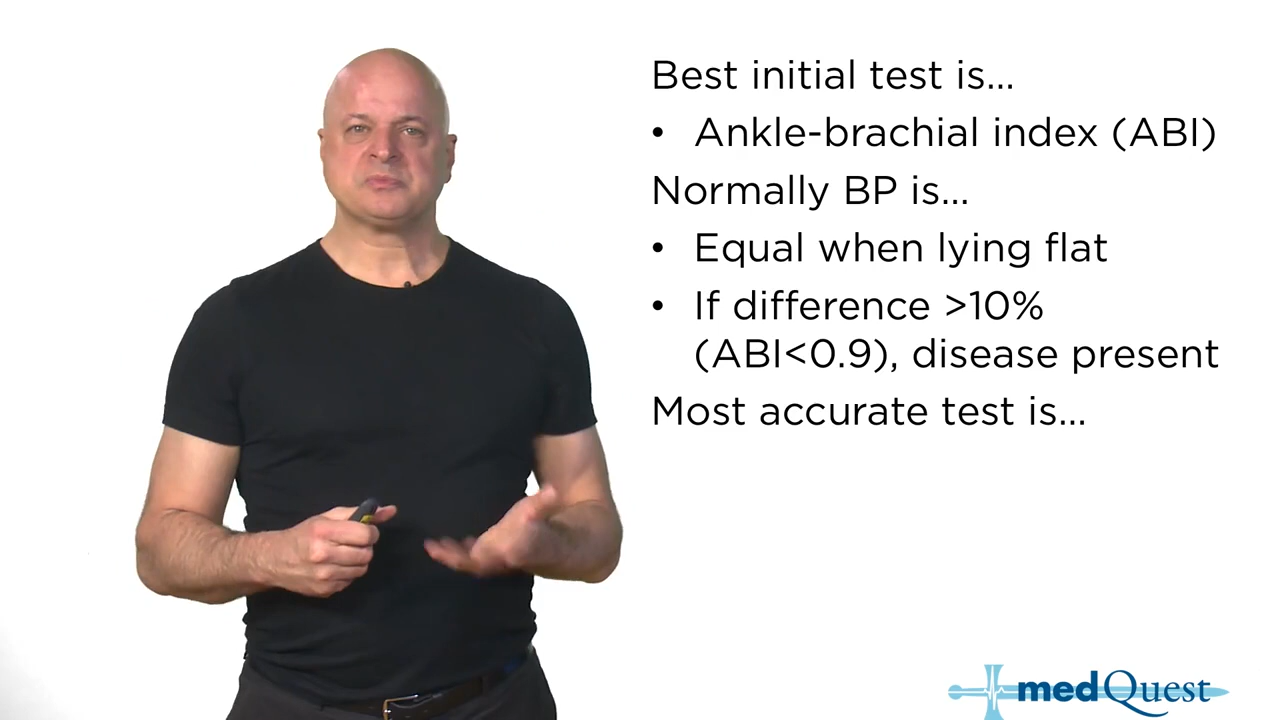 Best initial test is...
• Ankle-brachial index (ABI)
Normally BP is...
• Equal when lying flat
• If difference >10%
(ABI<0.9), disease present
Most accurate test is...
medQuest